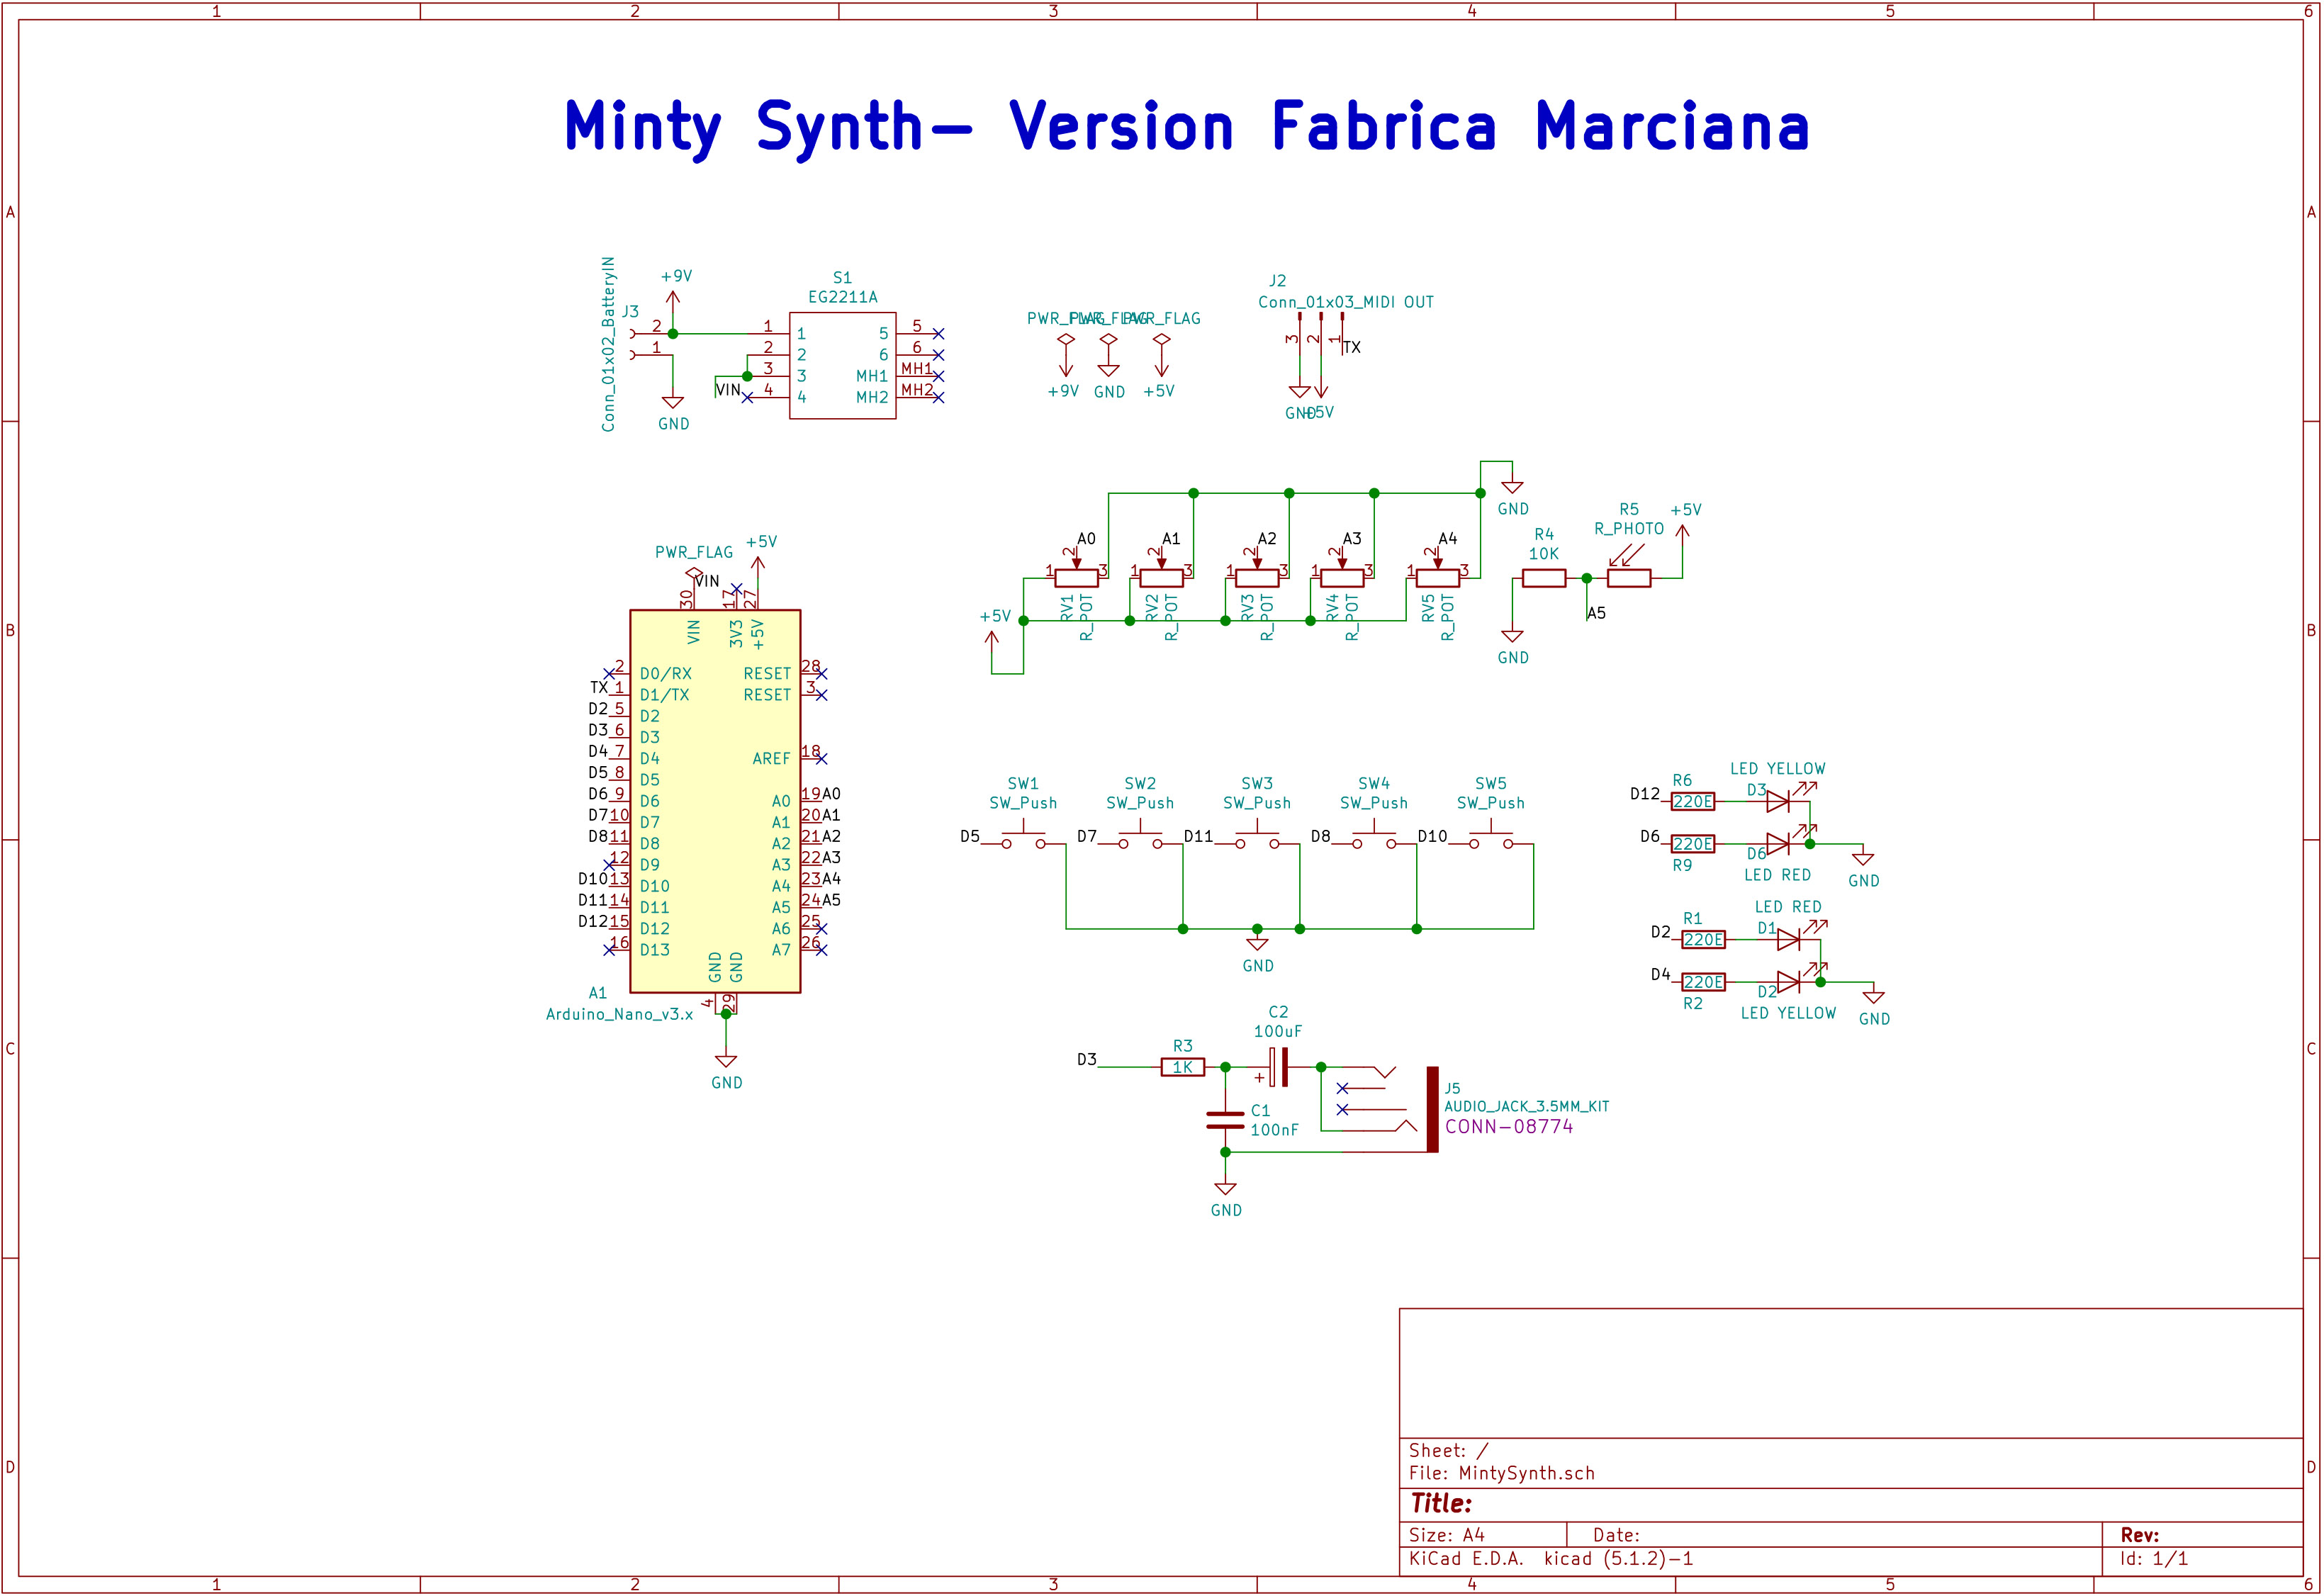 1 2 3 4 5 6
A A
B B
C C
D D
Minty Synth- Version Fabrica Marciana
J3
Conn_01x02_BatteryIN
+9V
2
1
GND
S1
EG2211A
1 1 5 5
2 2 6 6
3 3 MH1 MH1
VIN 4 4 MH2 MH2
PWR_FLAG PWR_FLAG PWR_FLAG
+9V GND +5V
J2
Conn_01x03_MIDI OUT
3 2 1 TX
GND +5V
GND
A0 A1 A2 A3 A4
1 2 3 1 2 3 1 2 3 1 2 3 1 2 3
RV1 R_POT RV2 R_POT RV3 R_POT RV4 R_POT RV5 R_POT
+5V
R4
10K
R5
R_PHOTO
+5V
A5
GND
PWR_FLAG +5V
VIN
30 17 27
VIN 3V3 +5V
2 D0/RX RESET 28
TX 1 D1/TX RESET 3
D2 5 D2
D3 6 D3
D4 7 D4 AREF 18
D5 8 D5
D6 9 D6 A0 19 A0
D7 10 D7 A1 20 A1
D8 11 D8 A2 21 A2
12 D9 A3 22 A3
D10 13 D10 A4 23 A4
D11 14 D11 A5 24 A5
D12 15 D12 A6 25
16 D13 A7 26
GND GND
4 29
A1
Arduino_Nano_v3.x
GND
SW1 SW2 SW3 SW4 SW5
SW_Push SW_Push SW_Push SW_Push SW_Push
D5 D7 D11 D8 D10
GND
LED YELLOW
R6 D3
D12 220E
D6 220E
R9 D6
LED RED
GND
LED RED
R1 D1
D2 220E
D4 220E
R2 D2
LED YELLOW
GND
C2
100uF
D3
R3
1K
+
C1
100nF
J5
AUDIO_JACK_3.5MM_KIT
CONN-08774
GND
Sheet: /
File: MintySynth.sch
Title:
Size: A4 Date: Rev:
KiCad E.D.A. kicad (5.1.2)-1 Id: 1/1
1 2 3 4 5 6